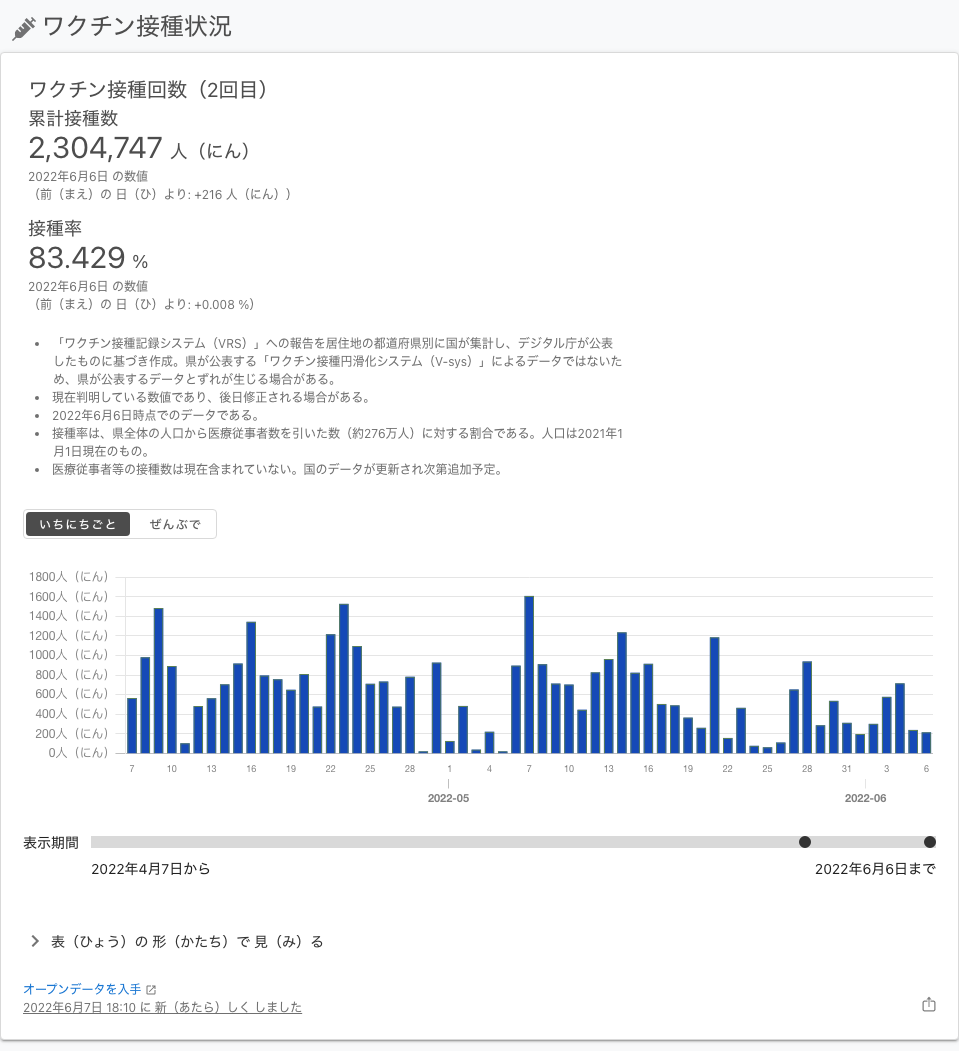 ワクチン接種状況
ワクチン接種回数（2回目）
累計接種数
2,304,747 人（にん）
2022年6月6日 の数値
（前（まえ）の 日（ひ）より: +216 人（にん））
接種率
83.429 %
2022年6月6日 の数値
（前（まえ）の 日（ひ）より: +0.008 %）
• 「ワクチン接種記録システム（VRS）」への報告を居住地の都道府県別に国が集計し、デジタル庁が公表
したものに基づき作成。県が公表する「ワクチン接種円滑化システム（V-sys）」によるデータではないた
め、県が公表するデータとずれが生じる場合がある。
• 現在判明している数値であり、後日修正される場合がある。
• 2022年6月6日時点でのデータである。
• 接種率は、県全体の人口から医療従事者数を引いた数（約276万人）に対する割合である。人口は2021年1
月1日現在のもの。
• 医療従事者等の接種数は現在含まれていない。国のデータが更新され次第追加予定。
いちにちごと ぜんぶで
1800人（にん）
1600人（にん）
1400人（にん）
1200人（にん）
1000人（にん）
800人（にん）
600人（にん）
400人（にん）
200人（にん）
0人（にん）
7 10 13 16 19 22 25 28 1 4 7 10 13 16 19 22 25 28 31 3 6
2022-05 2022-06
表示期間
2022年4月7日から 2022年6月6日まで
表（ひょう）の 形（かたち）で 見（み）る
オープンデータを入手
2022年6月7日 18:10 に 新（あたら）しく しました